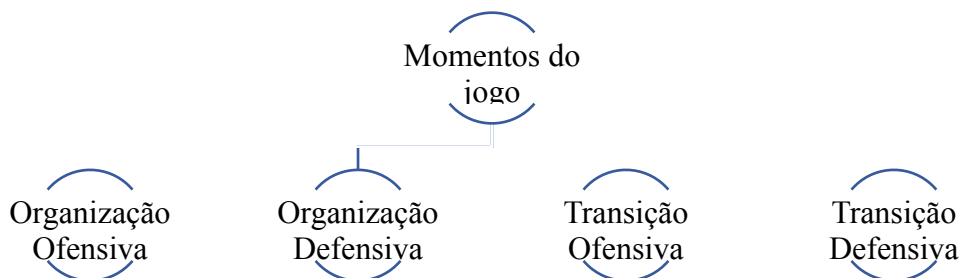 Momentos do
jogo
Organização
Ofensiva
Organização
Defensiva
Transição
Ofensiva
Transição
Defensiva